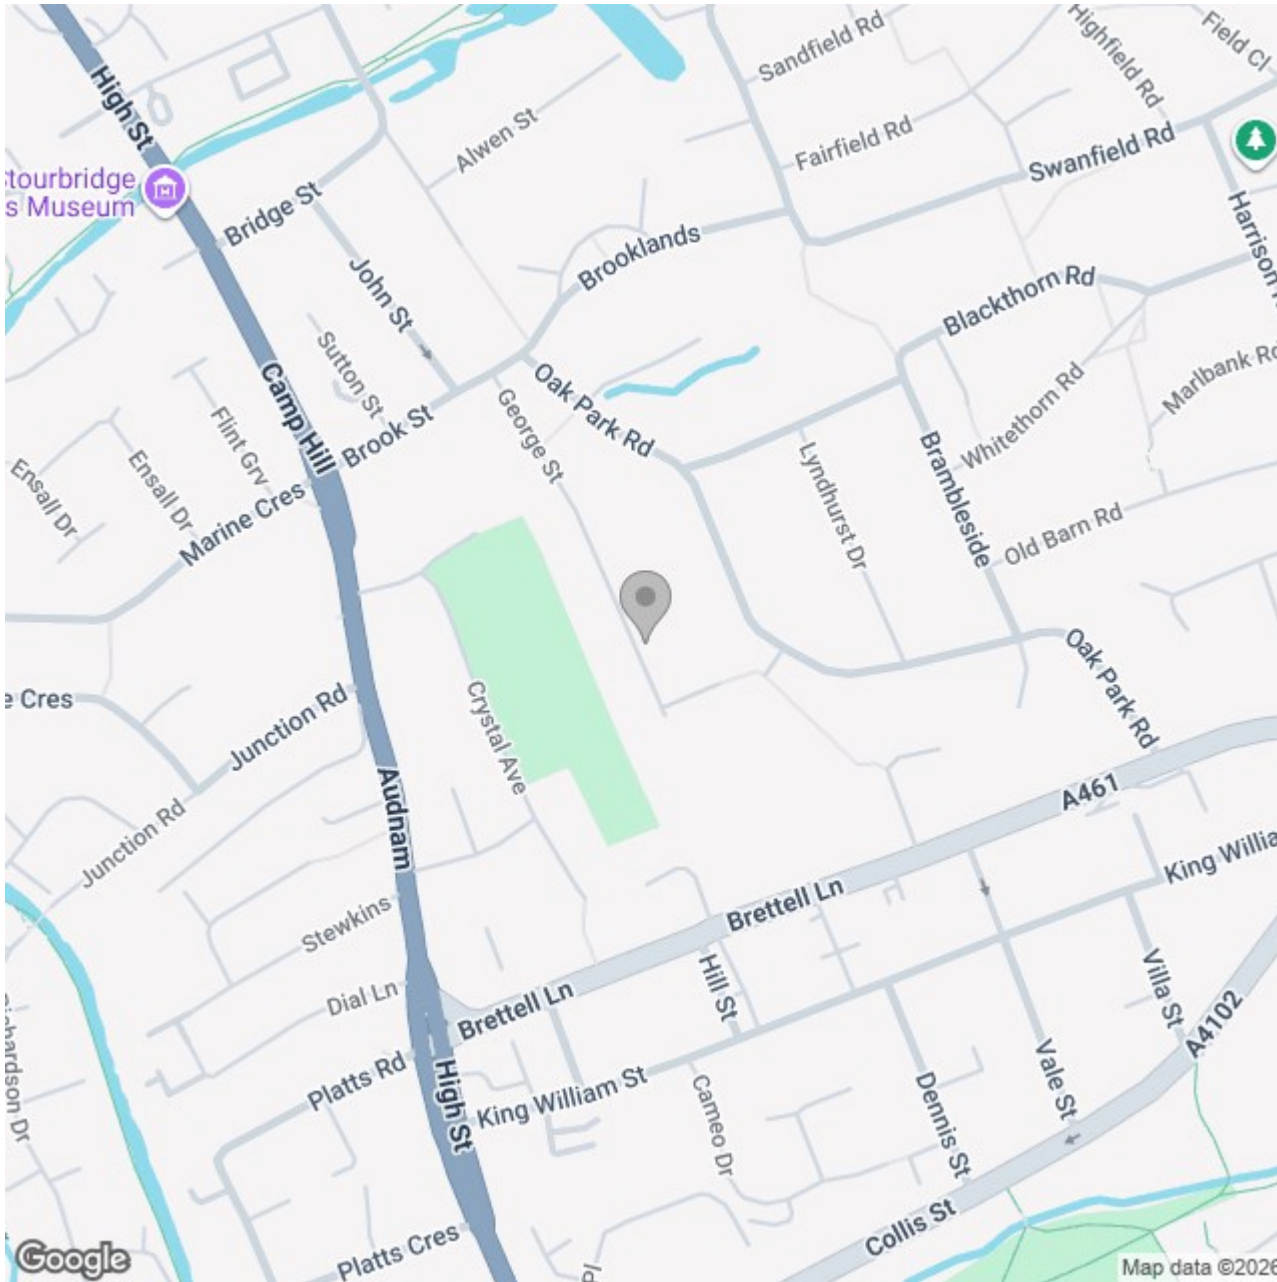 High St
Sandfield Rd
Highfield Rd
Field Cl
Alwen St
Fairfield Rd
Swanfield Rd
tourbridge
s Museum
Bridge St
John St
Brooklands
Harrison
Blackthorn Rd
Sutton St
Camp Hill
Flint Grv
Ensall Dr
Ensall Dr
Marine Cres
Brook St
George St
Oak Park Rd
Lyndhurst Dr
Brambleside
Whitethorn Rd
Marlbank Rd
Old Barn Rd
e Cres
Junction Rd
Junction Rd
Crystal Ave
Audnam
Oak Park Rd
A461
King Willia
Brettell Ln
Stewkins
Dial Ln
Brettell Ln
Hill St
Villa St
A4102
Vale St
Platts Rd
High St
King William St
Cameo Dr
Dennis St
Richardson Dr
Collis St
Platts Cres
Google
Map data ©2026